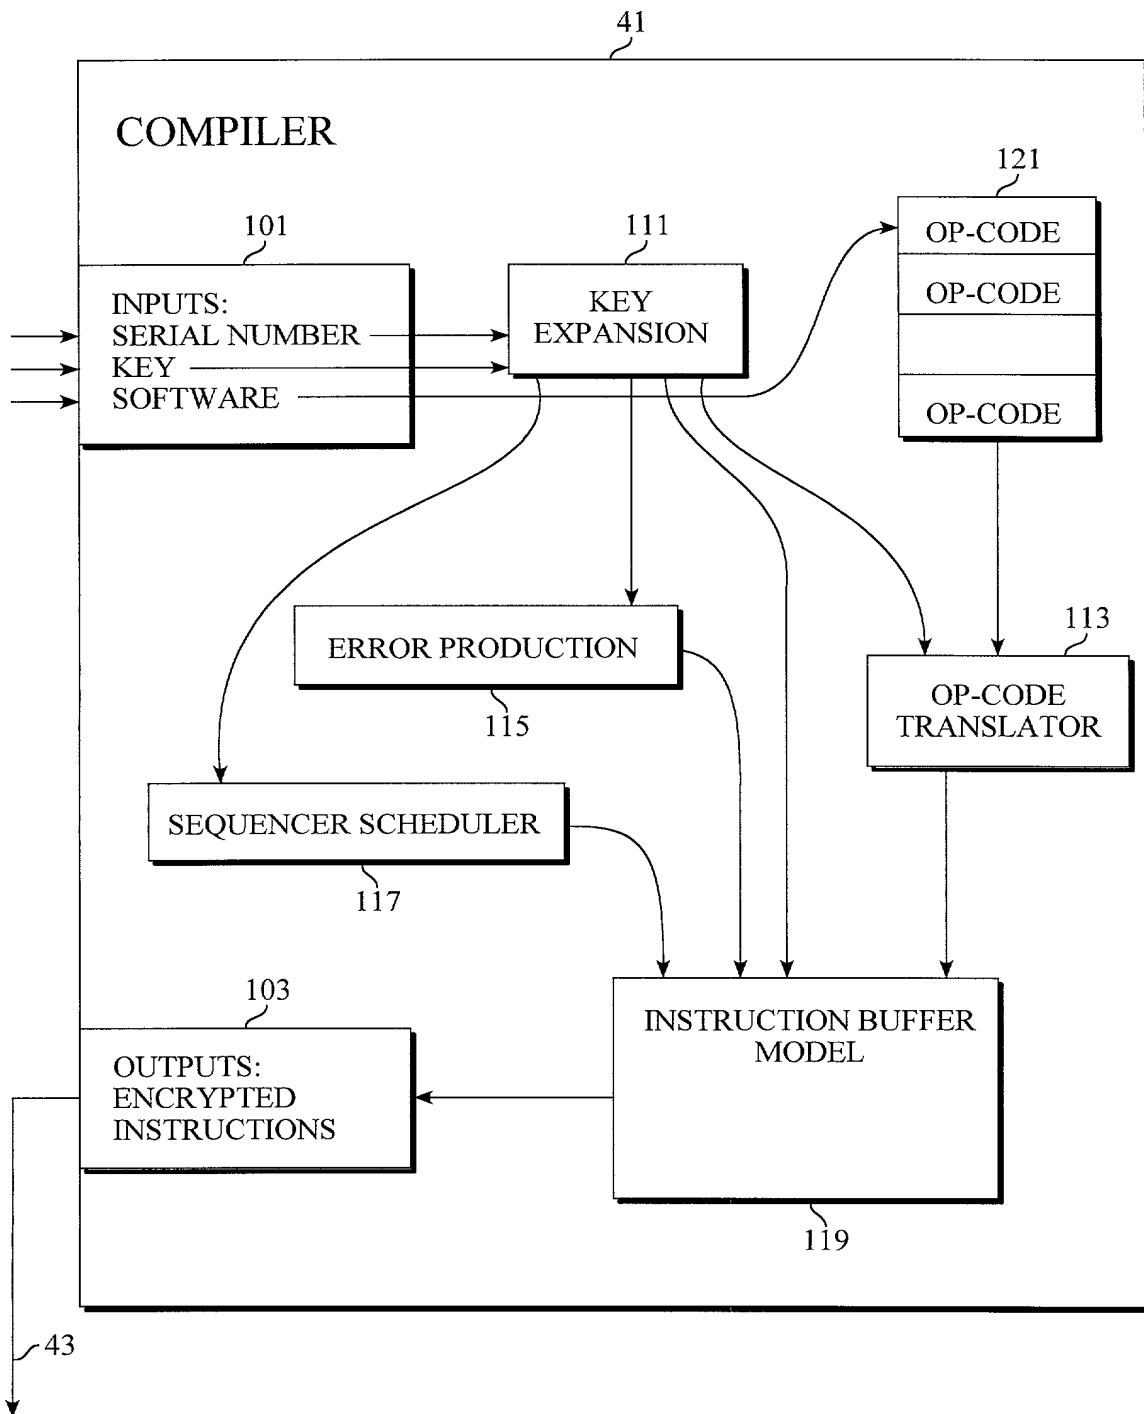 41
COMPILER
121
OP-CODE
OP-CODE
OP-CODE
101
INPUTS:
SERIAL NUMBER
KEY
SOFTWARE
111
KEY
EXPANSION
ERROR PRODUCTION
115
113
OP-CODE
TRANSLATOR
SEQUENCER SCHEDULER
117
103
OUTPUTS:
ENCRYPTED
INSTRUCTIONS
INSTRUCTION BUFFER
MODEL
119
43